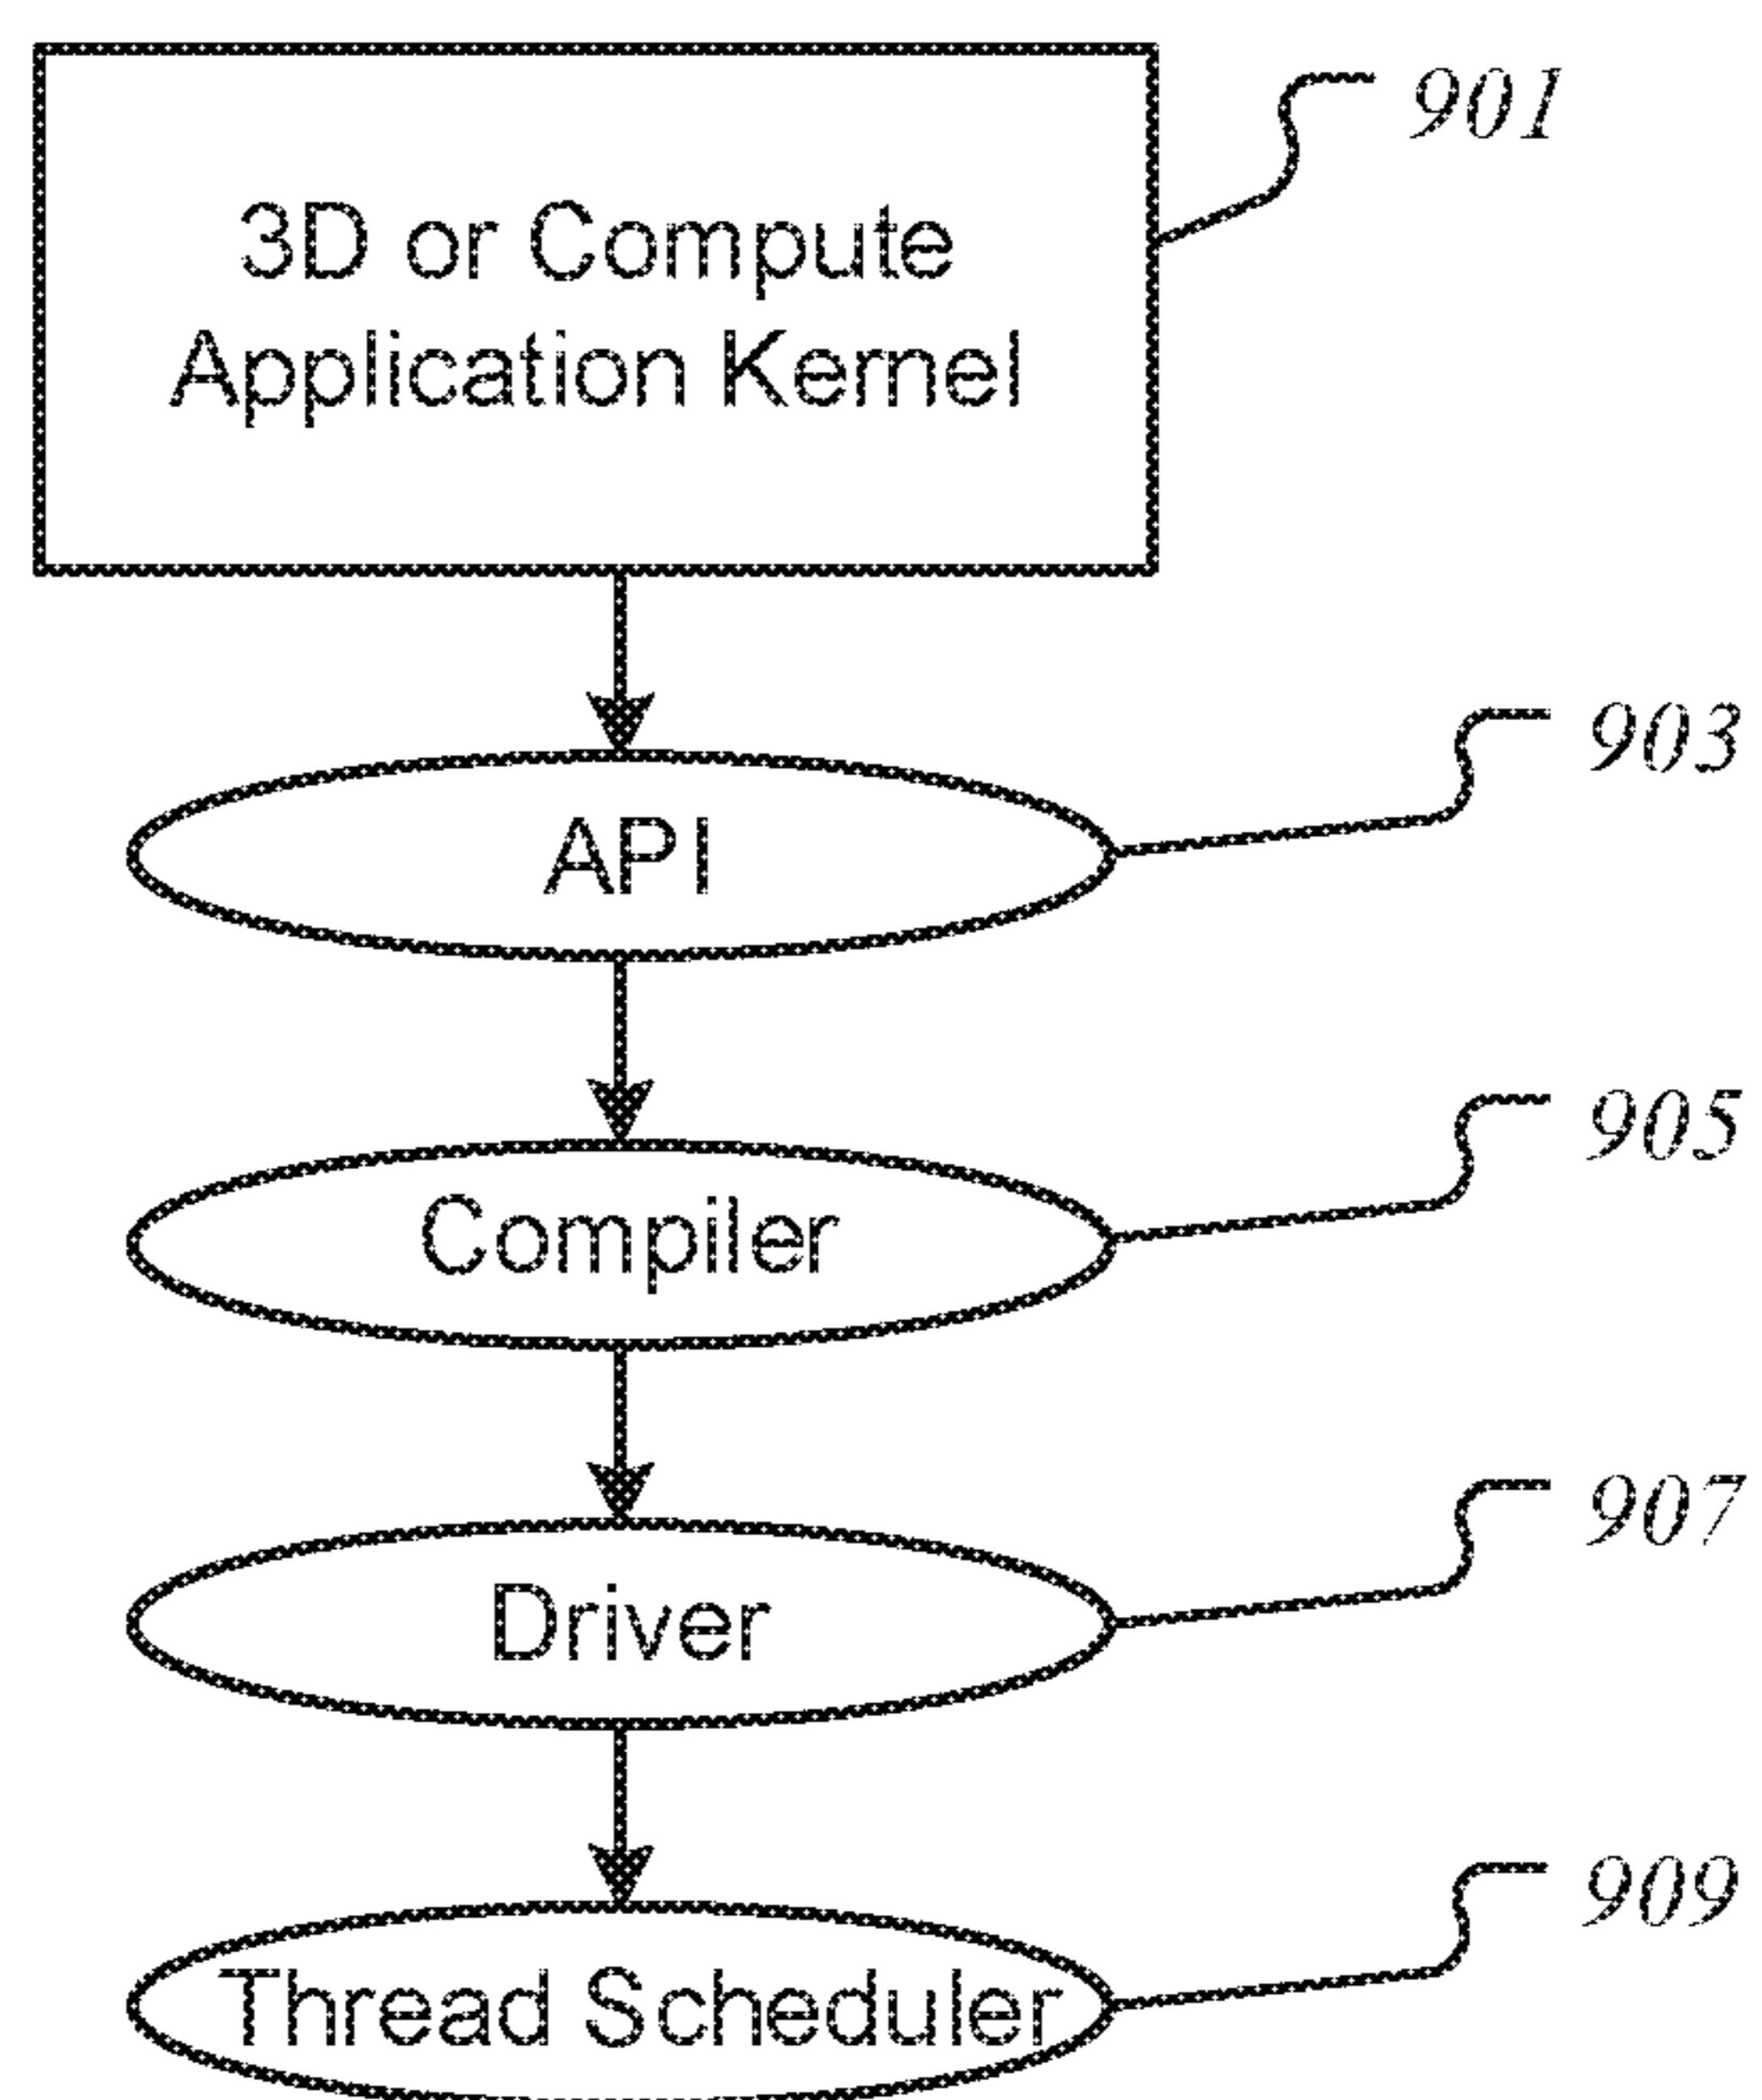 901
3D or Compute
Application Kernel
903
API
905
Compiler
907
Driver
909
Thread Scheduler